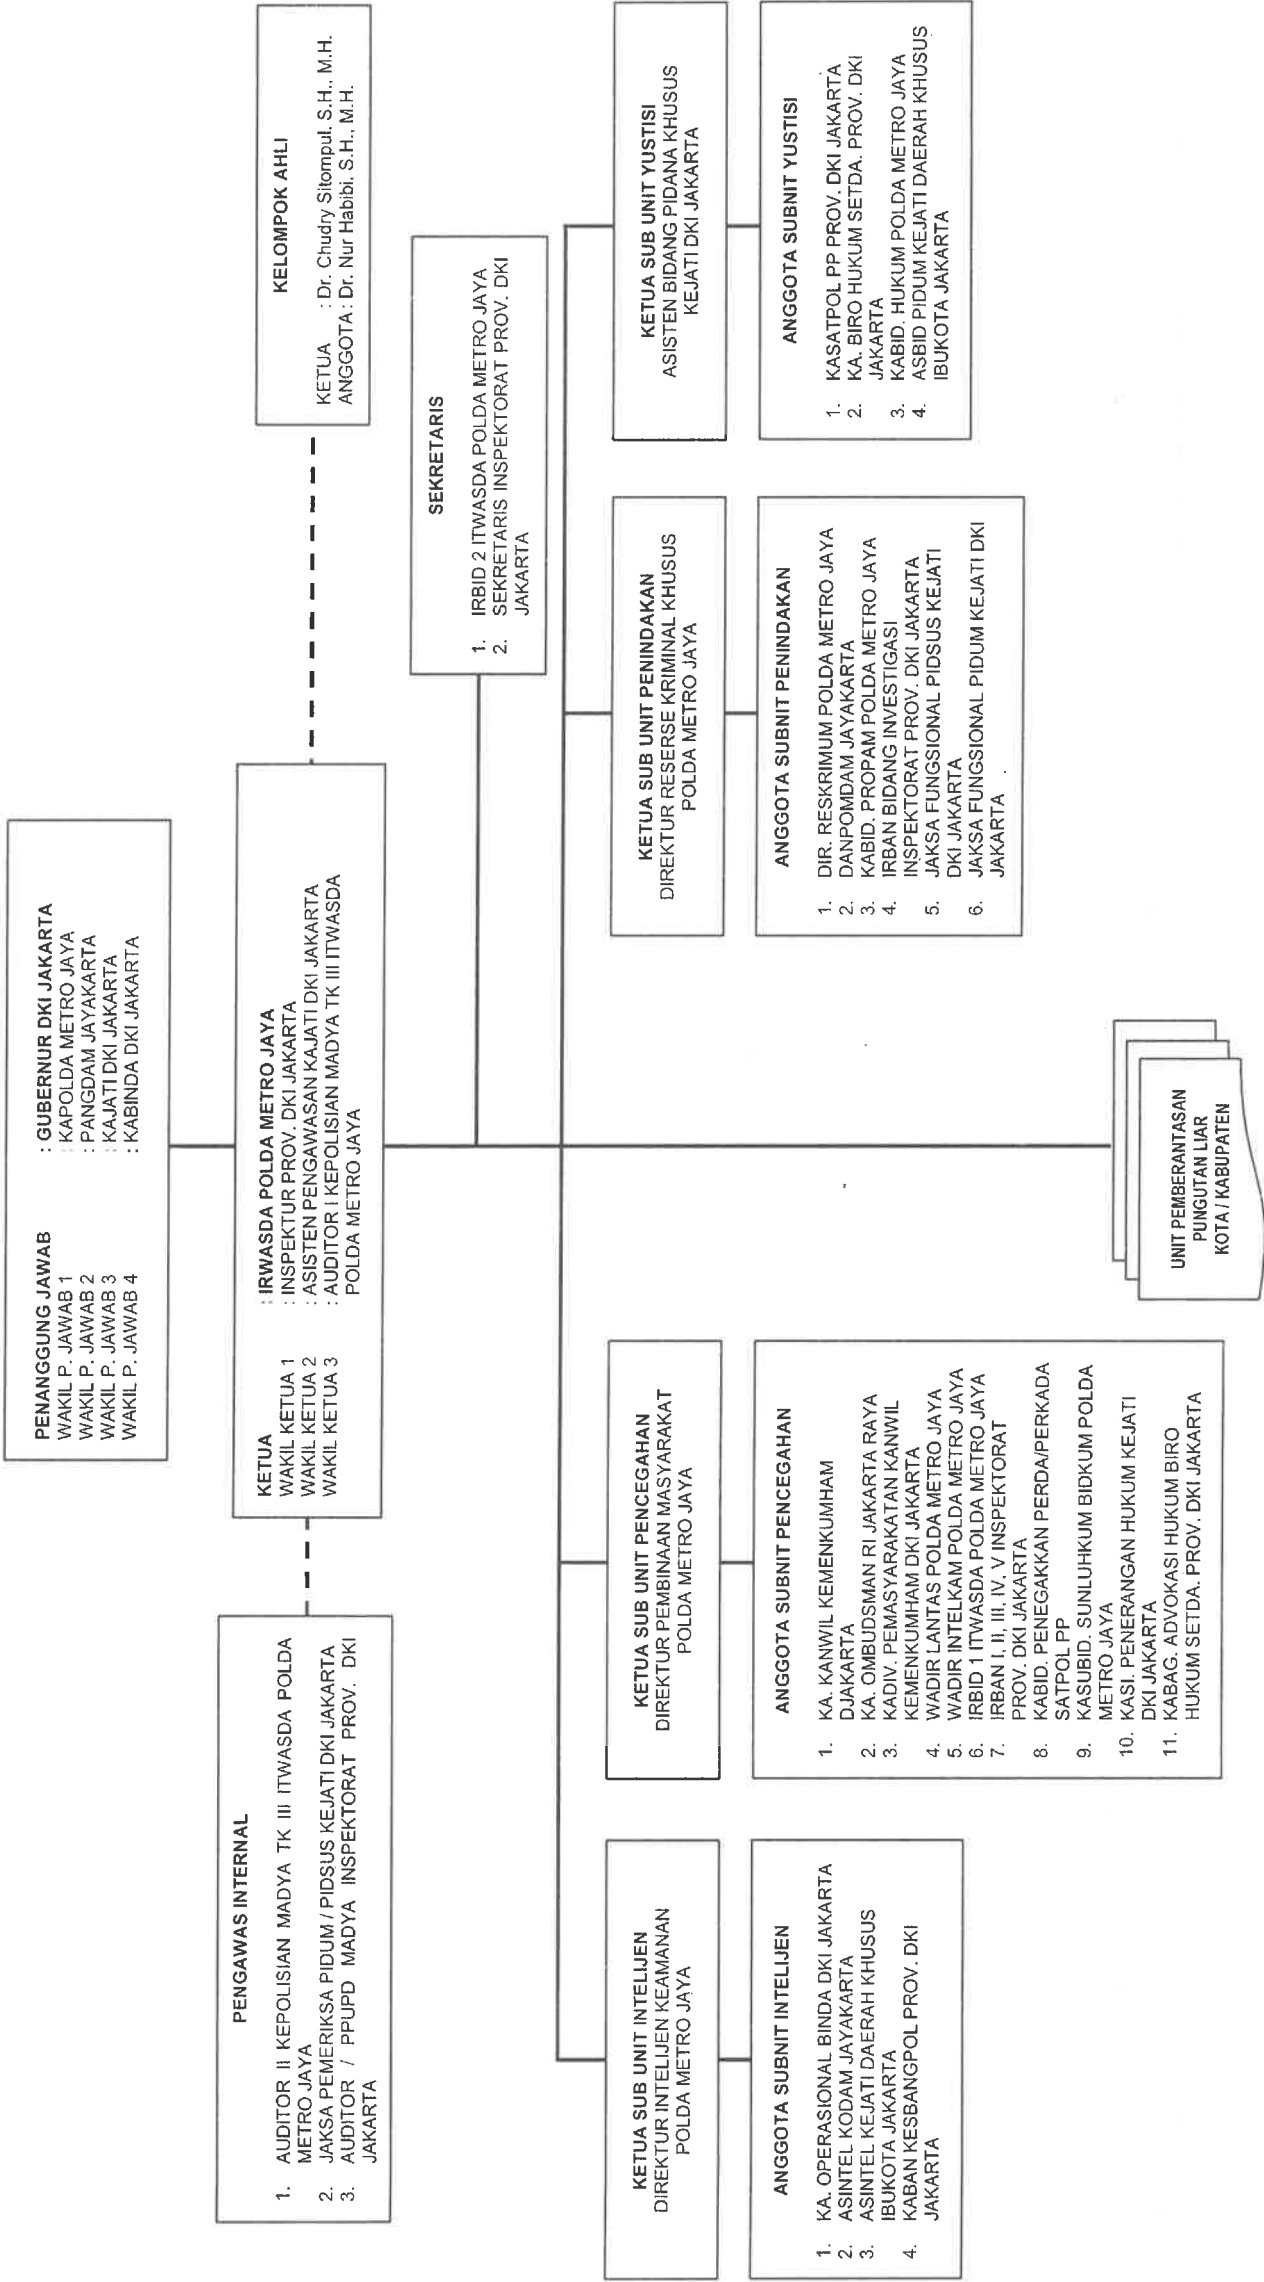 PENANGGUNG JAWAB : GUBERNUR DKI JAKARTA
WAKIL P. JAWAB 1 : KAPOLDA METRO JAYA
WAKIL P. JAWAB 2 : PANGDAM JAYAKARTA
WAKIL P. JAWAB 3 : KAJATI DKI JAKARTA
WAKIL P. JAWAB 4 : KABINDA DKI JAKARTA
PENGAWAS INTERNAL
1. AUDITOR II KEPOLISIAN MADYA TK III ITWASDA POLDA
METRO JAYA
2. JAKSA PEMERIKSA PIDUM / PIDSUS KEJATI DKI JAKARTA
3. AUDITOR / PPUPD MADYA INSPEKTORAT PROV. DKI
JAKARTA
KETUA : IRWASDA POLDA METRO JAYA
WAKIL KETUA 1 : INSPEKTUR PROV. DKI JAKARTA
WAKIL KETUA 2 : ASISTEN PENGAWASAN KAJATI DKI JAKARTA
WAKIL KETUA 3 : AUDITOR I KEPOLISIAN MADYA TK III ITWASDA
POLDA METRO JAYA
KELOMPOK AHLI
KETUA : Dr. Chudry Sitompul. S.H., M.H.
ANGGOTA : Dr. Nur Habibi. S.H., M.H.
SEKRETARIS
1. IRBID 2 ITWASDA POLDA METRO JAYA
2. SEKRETARIS INSPEKTORAT PROV. DKI
JAKARTA
KETUA SUB UNIT INTELIJEN
DIREKTUR INTELIJEN KEAMANAN
POLDA METRO JAYA
ANGGOTA SUBNIT INTELIJEN
1. KA. OPERASIONAL BINDA DKI JAKARTA
2. ASINTEL KODAM JAYAKARTA
3. ASINTEL KEJATI DAERAH KHUSUS
IBUKOTA JAKARTA
4. KABAN KESBANGPOL PROV. DKI
JAKARTA
KETUA SUB UNIT PENCEGAHAN
DIREKTUR PEMBINAAN MASYARAKAT
POLDA METRO JAYA
ANGGOTA SUBNIT PENCEGAHAN
1. KA. KANWIL KEMENKUMHAM
DJAKARTA
2. KA. OMBUDSMAN RI JAKARTA RAYA
3. KADIV. PEMASYARAKATAN KANWIL
KEMENKUMHAM DKI JAKARTA
4. WADIR LANTAS POLDA METRO JAYA
5. WADIR INTELKAM POLDA METRO JAYA
6. IRBID 1 ITWASDA POLDA METRO JAYA
7. IRBAN I, II, III, IV, V INSPEKTORAT
PROV. DKI JAKARTA
8. KABID. PENEGAKKAN PERDA/PERKADA
SATPOL PP
9. KASUBID. SUNLUHKUM BIDKUM POLDA
METRO JAYA
10. KASI. PENERANGAN HUKUM KEJATI
DKI JAKARTA
11. KABAG. ADVOKASI HUKUM BIRO
HUKUM SETDA. PROV. DKI JAKARTA
KETUA SUB UNIT PENINDAKAN
DIREKTUR RESERSE KRIMINAL KHUSUS
POLDA METRO JAYA
ANGGOTA SUBNIT PENINDAKAN
1. DIR. RESKRIMUM POLDA METRO JAYA
2. DANPOMDAM JAYAKARTA
3. KABID. PROPAM POLDA METRO JAYA
4. IRBAN BIDANG INVESTIGASI
INSPEKTORAT PROV. DKI JAKARTA
5. JAKSA FUNGSIONAL PIDSUS KEJATI
DKI JAKARTA
6. JAKSA FUNGSIONAL PIDUM KEJATI DKI
JAKARTA
KETUA SUB UNIT YUSTISI
ASISTEN BIDANG PIDANA KHUSUS
KEJATI DKI JAKARTA
ANGGOTA SUBNIT YUSTISI
1. KASATPOL PP PROV. DKI JAKARTA
2. KA. BIRO HUKUM SETDA. PROV. DKI
JAKARTA
3. KABID. HUKUM POLDA METRO JAYA
4. ASBID PIDUM KEJATI DAERAH KHUSUS
IBUKOTA JAKARTA
UNIT PEMBERANTASAN
PUNGUTAN LIAR
KOTA / KABUPATEN